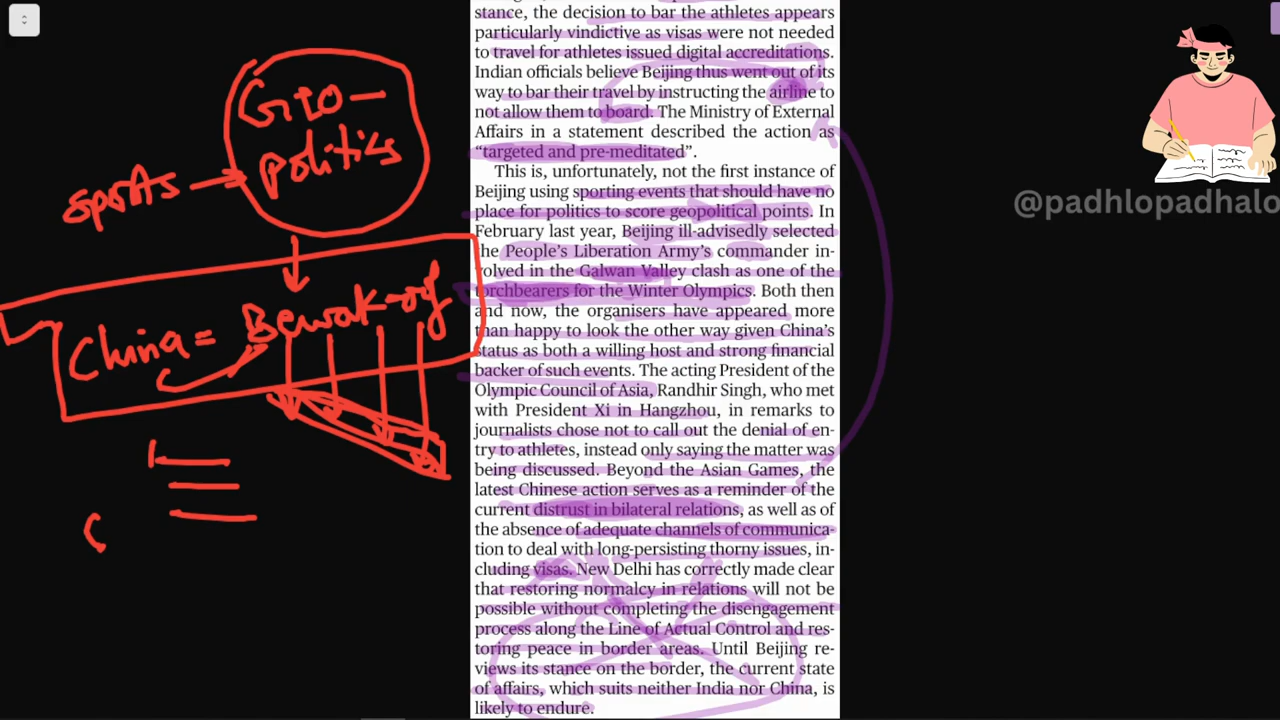 stance, the decision to bar the athletes appears
particularly vindictive as visas were not needed
to travel for athletes issued digital accreditations.
Indian officials believe Beijing thus went out of its
way to bar their travel by instructing the airline to
not allow them to board. The Ministry of External
Affairs in a statement described the action as
“targeted and pre-meditated”.
This is, unfortunately, not the first instance of
Beijing using sporting events that should have no
place for politics to score geopolitical points. In
February last year, Beijing ill-advisedly selected
the People’s Liberation Army’s commander in-
volved in the Galwan Valley clash as one of the
torchbearers for the Winter Olympics. Both then
and now, the organisers have appeared more
than happy to look the other way given China’s
status as both a willing host and strong financial
backer of such events. The acting President of the
Olympic Council of Asia, Randhir Singh, who met
with President Xi in Hangzhou, in remarks to
journalists chose not to call out the denial of en-
try to athletes, instead only saying the matter was
being discussed. Beyond the Asian Games, the
latest Chinese action serves as a reminder of the
current distrust in bilateral relations, as well as of
the absence of adequate channels of communica-
tion to deal with long-persisting thorny issues, in-
cluding visas. New Delhi has correctly made clear
that restoring normalcy in relations will not be
possible without completing the disengagement
process along the Line of Actual Control and res-
toring peace in border areas. Until Beijing re-
views its stance on the border, the current state
of affairs, which suits neither India nor China, is
likely to endure.
politics
sports
China = Bewak-oof
@padhlopadhalo